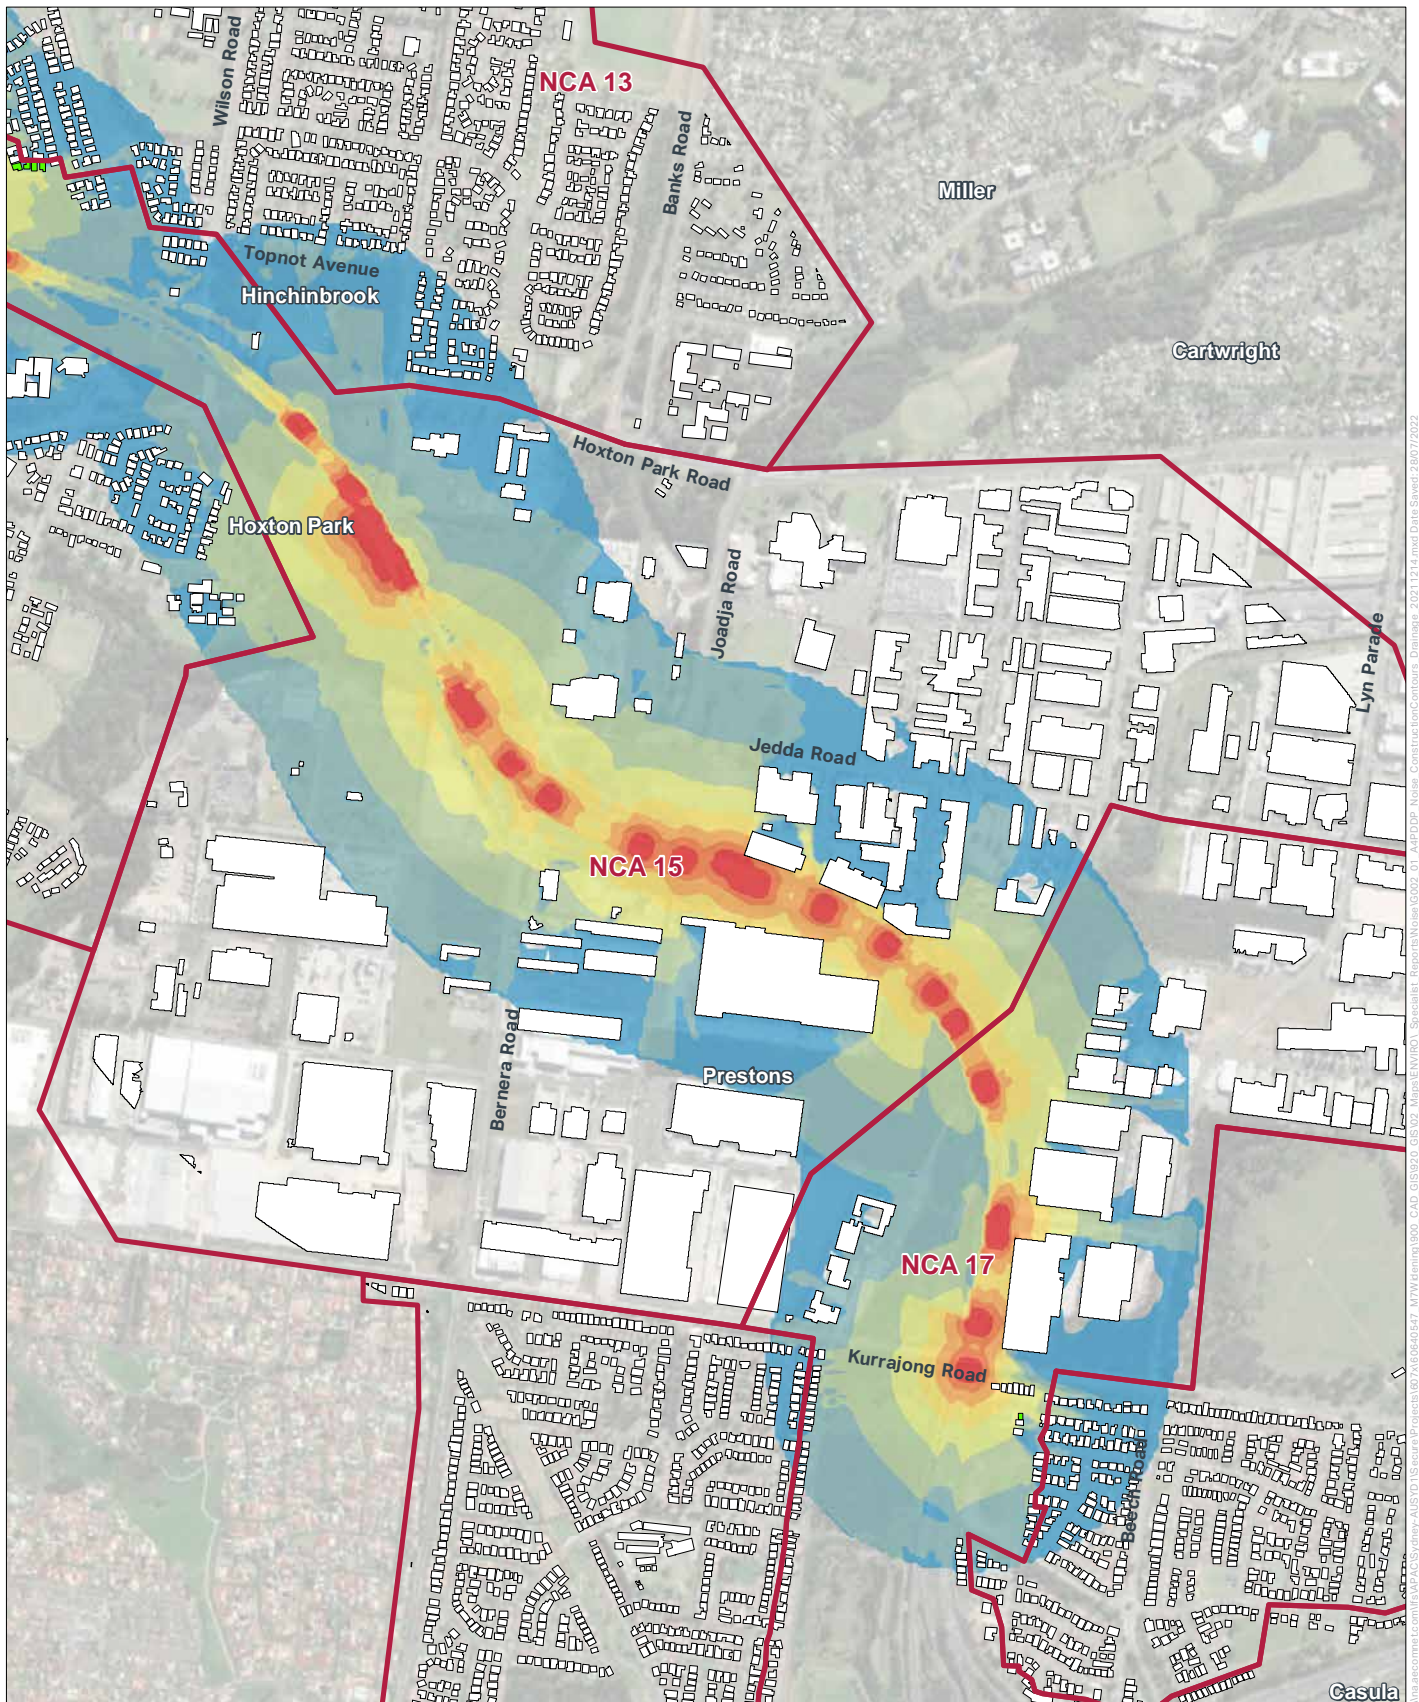 Wilson Road
NCA 13
Banks Road
Miller
Topnot Avenue
Hinchinbrook
Cartwright
Hoxton Park Road
Hoxton Park
Joadja Road
Lyn Parade
Jedda Road
NCA 15
Bernera Road
Prestons
NCA 17
Kurrajong Road
Beech Road
Casula